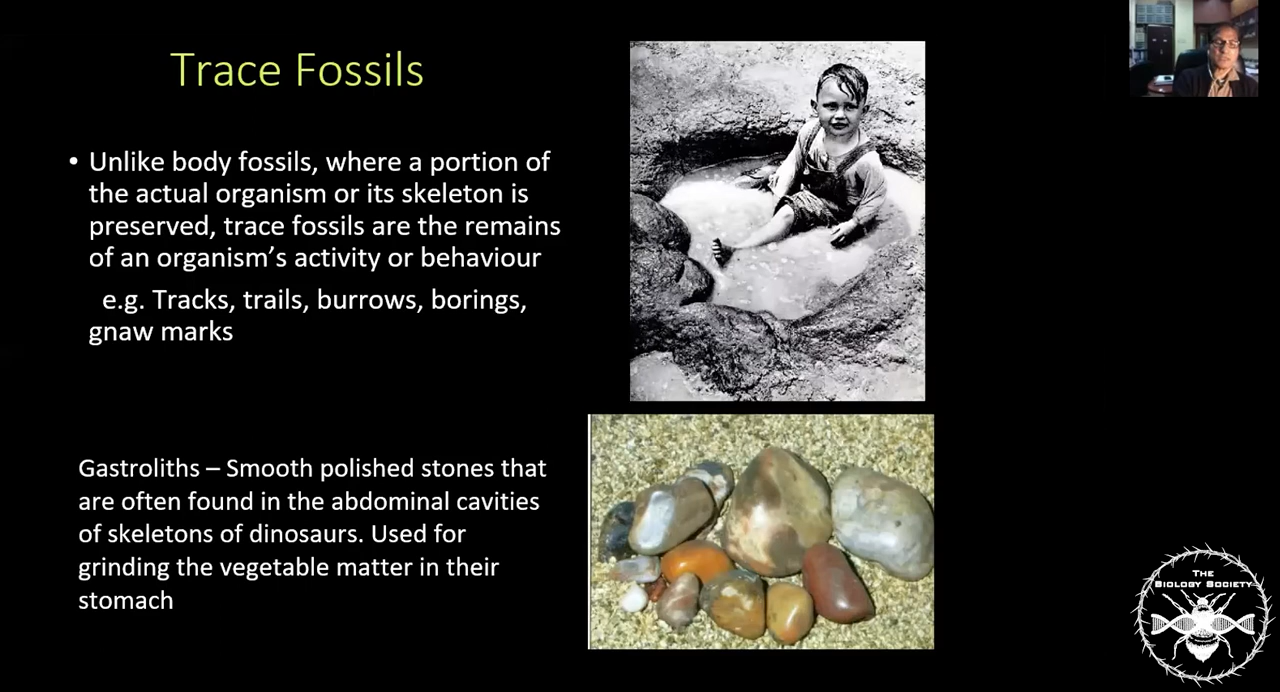 Trace Fossils
• Unlike body fossils, where a portion of
the actual organism or its skeleton is
preserved, trace fossils are the remains
of an organism’s activity or behaviour
e.g. Tracks, trails, burrows, borings,
gnaw marks
Gastroliths – Smooth polished stones that
are often found in the abdominal cavities
of skeletons of dinosaurs. Used for
grinding the vegetable matter in their
stomach
THE
BIOLOGY SOCIETY